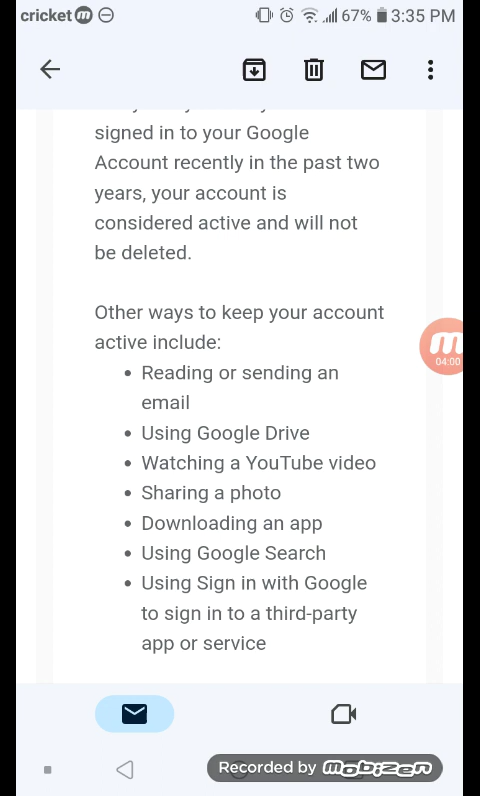 cricket 67% 3:35 PM
signed in to your Google
Account recently in the past two
years, your account is
considered active and will not
be deleted.
Other ways to keep your account
active include:
• Reading or sending an
email
• Using Google Drive
• Watching a YouTube video
• Sharing a photo
• Downloading an app
• Using Google Search
• Using Sign in with Google
to sign in to a third-party
app or service
04:00
Recorded by mobizen